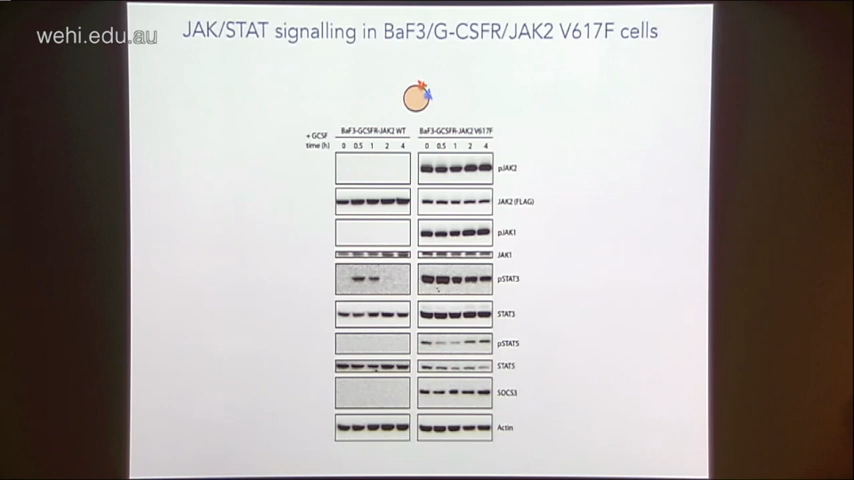 wehi.edu.au
JAK/STAT signalling in BaF3/G-CSFR/JAK2 V617F cells
+ GCSF
time (h)
BaF3-GCSFR-JAK2 WT
0 0.5 1 2 4
BaF3-GCSFR-JAK2 V617F
0 0.5 1 2 4
pJAK2
JAK2 (FLAG)
pJAK1
JAK1
pSTAT3
STAT3
pSTAT5
STAT5
SOCS3
Actin